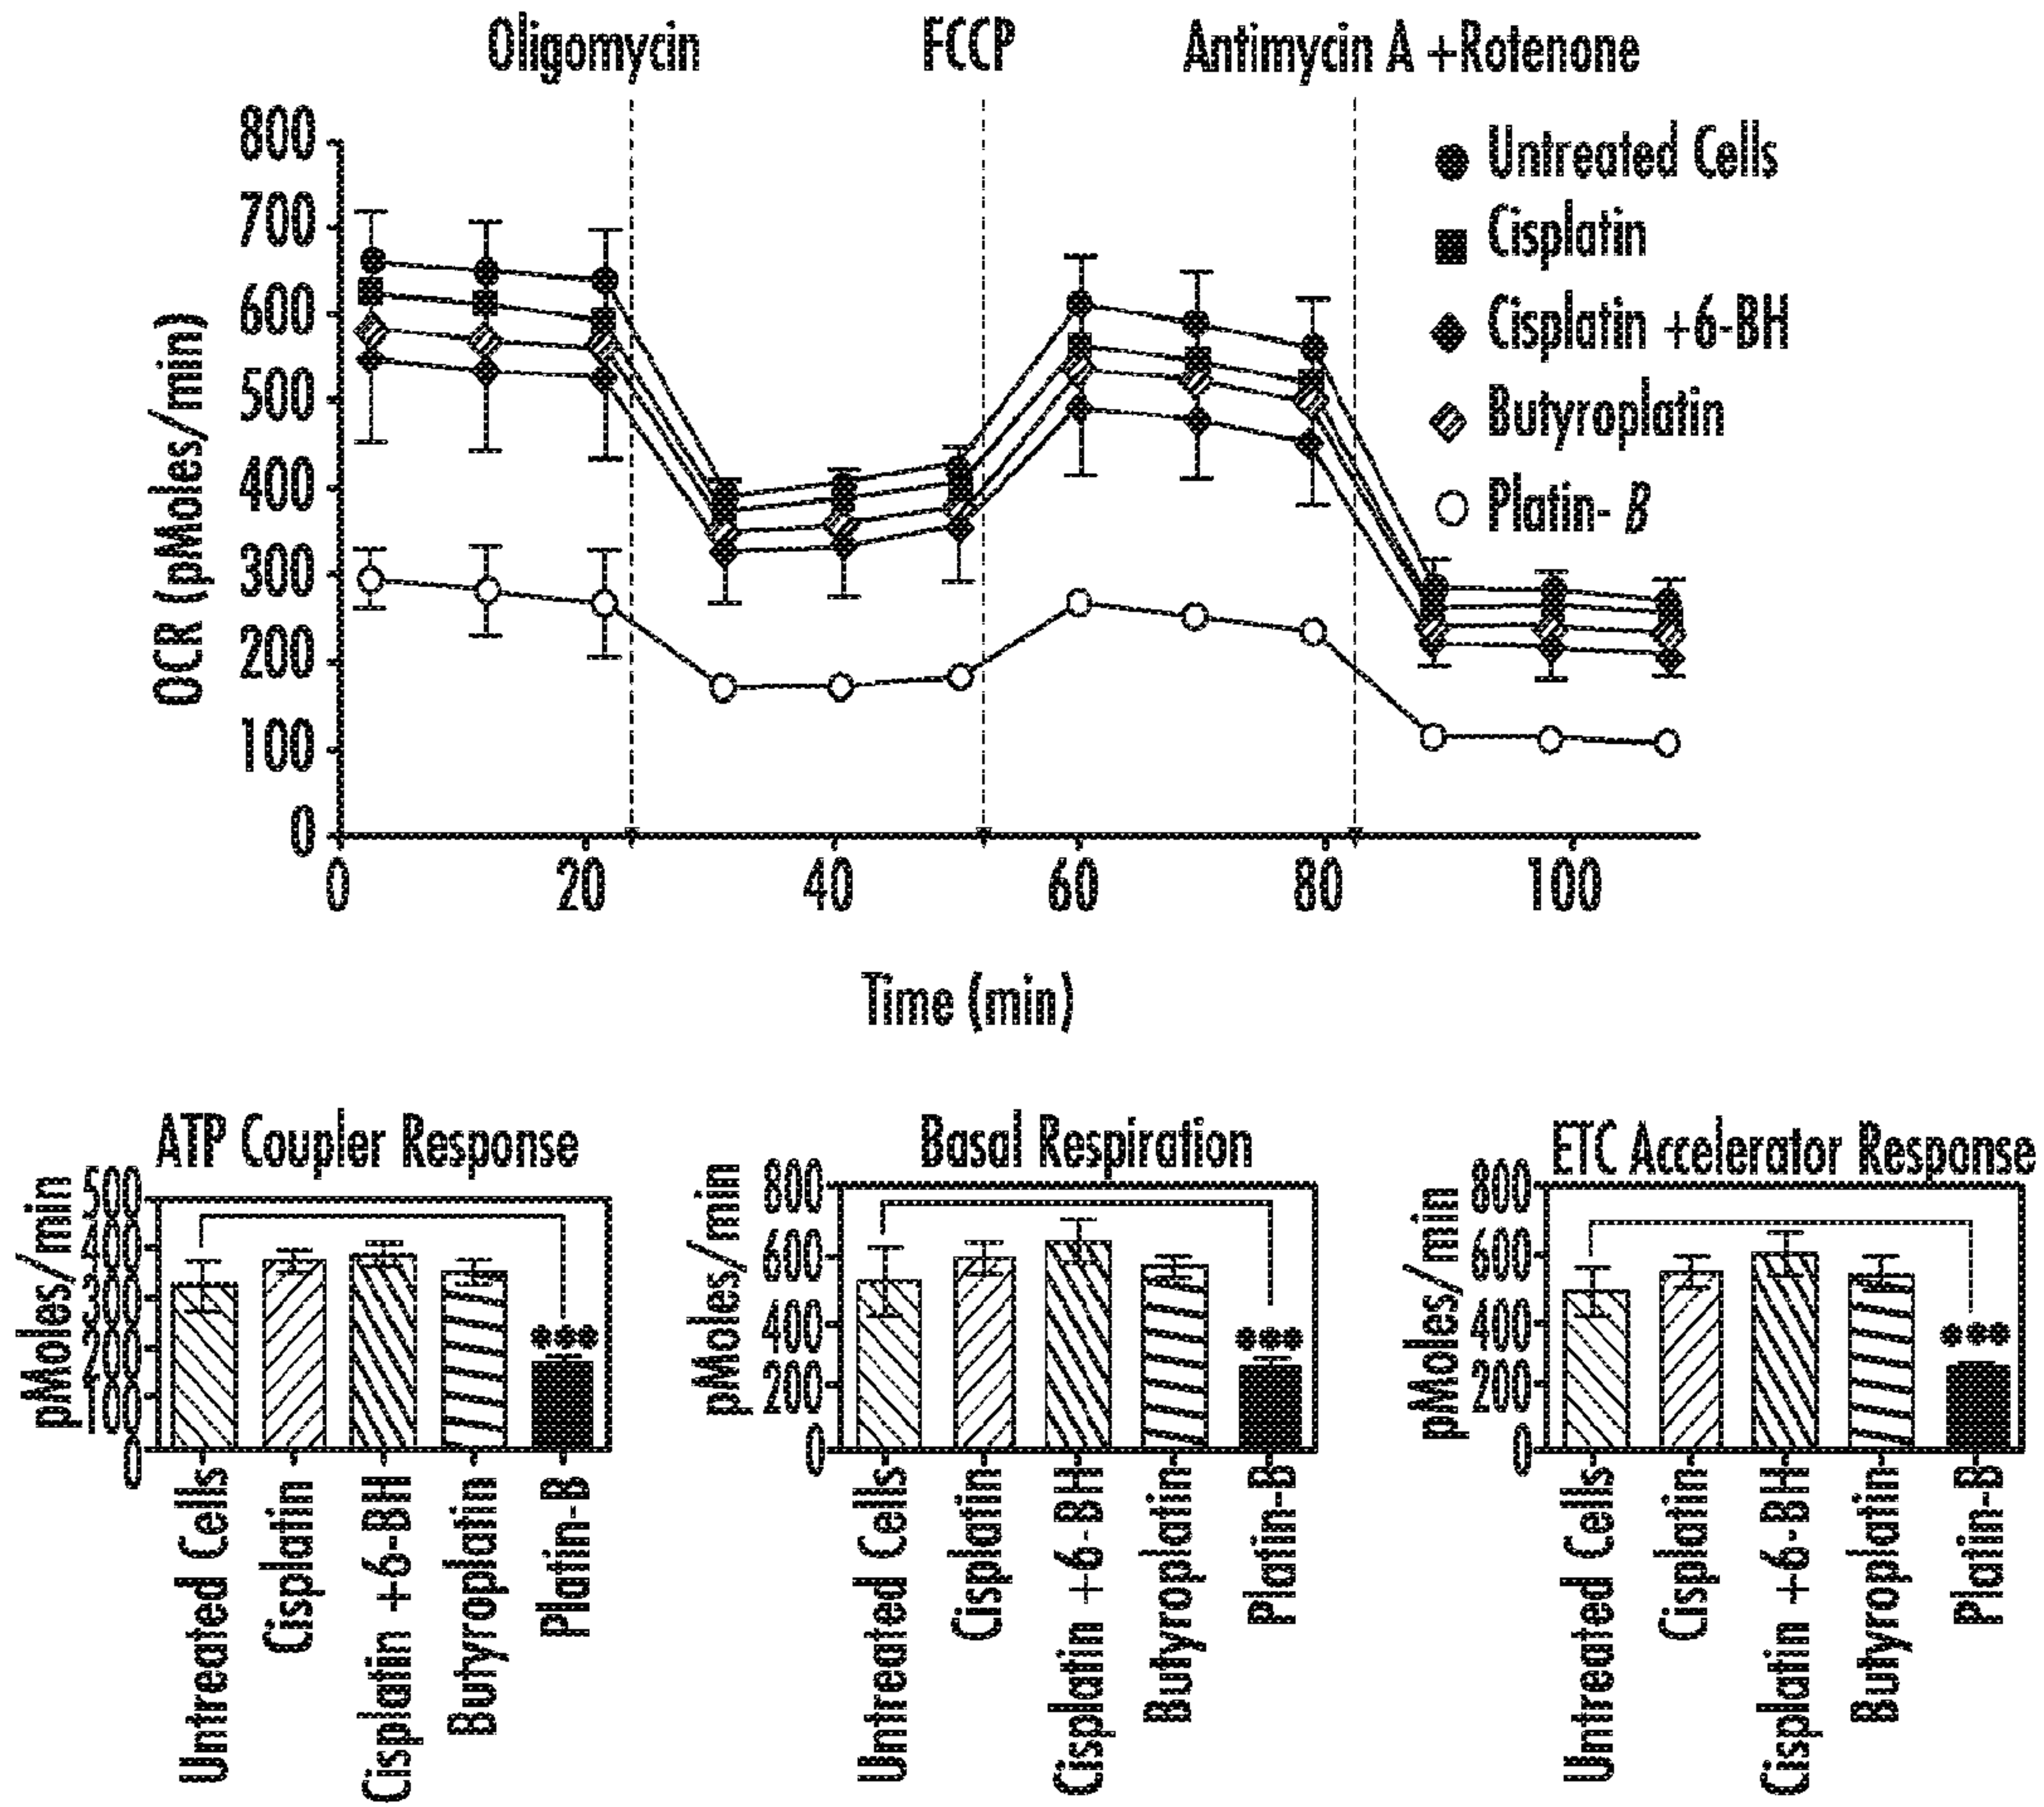 Oligomycin FCCP Antimycin A +Rotenone
OCR (pMoles/min)
800
700
600
500
400
300
200
100
0
Untreated Cells
Cisplatin
Cisplatin +6-BH
Butyroplatin
Platin- B
0 20 40 60 80 100
Time (min)
ATP Coupler Response
pMoles/min
500
400
300
200
100
0
***
Untreated Cells
Cisplatin
Cisplatin +6-BH
Butyroplatin
Platin-B
Basal Respiration
pMoles/min
800
600
400
200
0
***
Untreated Cells
Cisplatin
Cisplatin +6-BH
Butyroplatin
Platin-B
ETC Accelerator Response
pMoles/min
800
600
400
200
0
***
Untreated Cells
Cisplatin
Cisplatin +6-BH
Butyroplatin
Platin-B